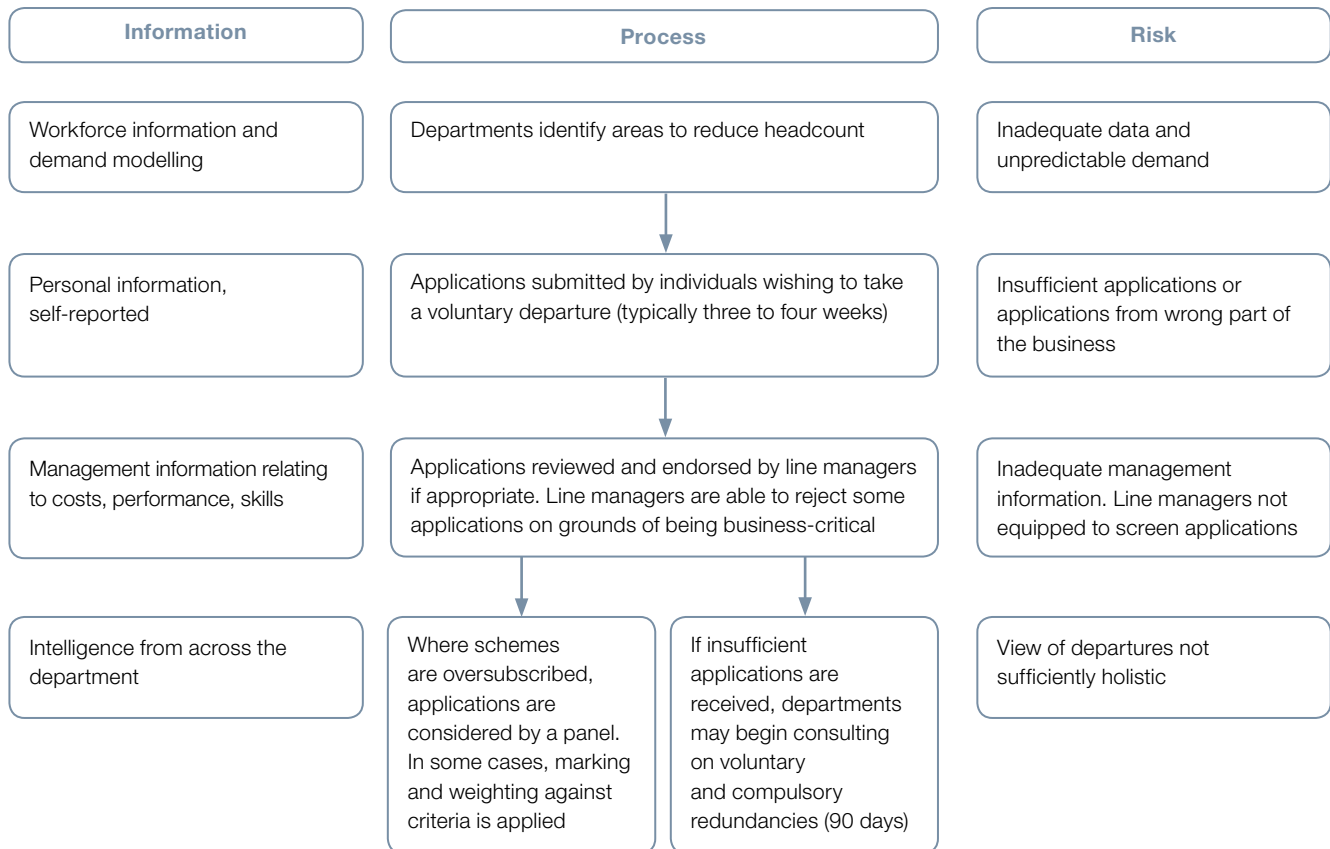 Information
Process
Risk
Workforce information and
demand modelling
Departments identify areas to reduce headcount
Inadequate data and
unpredictable demand
Personal information,
self-reported
Applications submitted by individuals wishing to take
a voluntary departure (typically three to four weeks)
Insufficient applications or
applications from wrong part of
the business
Management information relating
to costs, performance, skills
Applications reviewed and endorsed by line managers
if appropriate. Line managers are able to reject some
applications on grounds of being business-critical
Inadequate management
information. Line managers not
equipped to screen applications
Intelligence from across the
department
Where schemes
are oversubscribed,
applications are
considered by a panel.
In some cases, marking
and weighting against
criteria is applied
If insufficient
applications are
received, departments
may begin consulting
on voluntary
and compulsory
redundancies (90 days)
View of departures not
sufficiently holistic